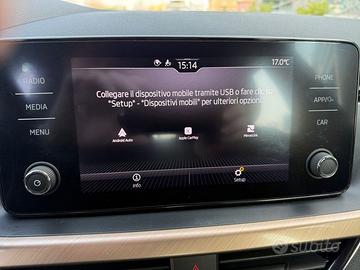 15:14
17.0°C
RADIO
MEDIA
MENU
Collegare il dispositivo mobile tramite USB o fare clic su
"Setup" - "Dispositivi mobili" per ulteriori opzioni.
Android Auto
Apple CarPlay
MirrorLink
Info
Setup
PHONE
APP/
CAR
subito